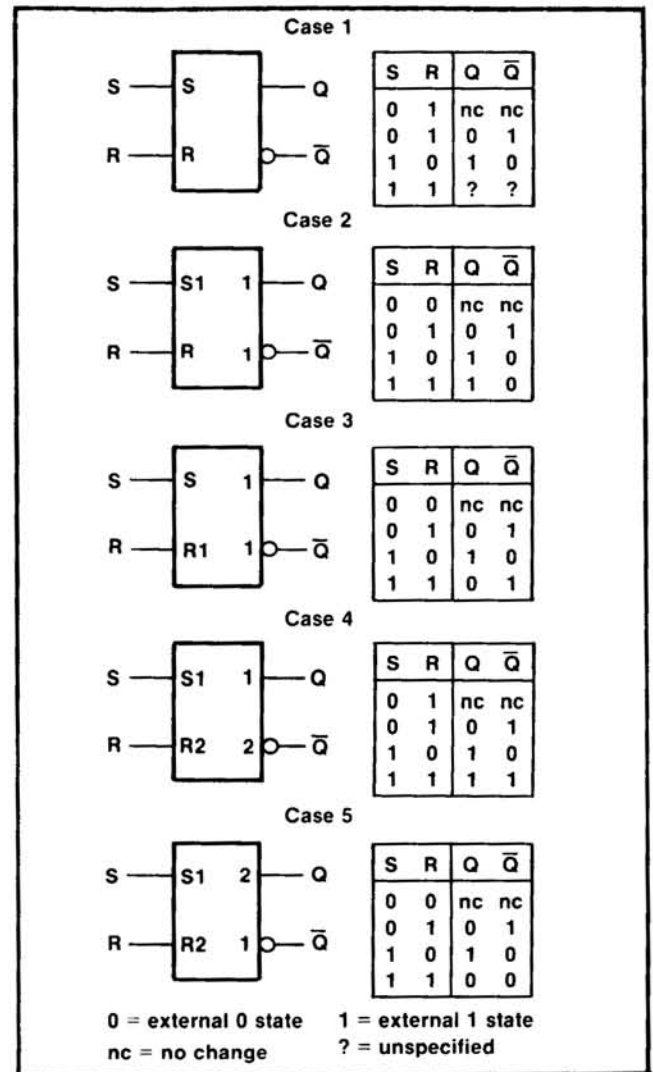 Case 1
S S Q
R R Q̅
S R Q Q̅
0 1 nc nc
0 1 0 1
1 0 1 0
1 1 ? ?
Case 2
S S1 1 Q
R R 1 Q̅
S R Q Q̅
0 0 nc nc
0 1 0 1
1 0 1 0
1 1 1 0
Case 3
S S 1 Q
R R1 1 Q̅
S R Q Q̅
0 0 nc nc
0 1 0 1
1 0 1 0
1 1 0 1
Case 4
S S1 1 Q
R R2 2 Q̅
S R Q Q̅
0 1 nc nc
0 1 0 1
1 0 1 0
1 1 1 1
Case 5
S S1 2 Q
R R2 1 Q̅
S R Q Q̅
0 0 nc nc
0 1 0 1
1 0 1 0
1 1 0 0
0 = external 0 state 1 = external 1 state
nc = no change ? = unspecified